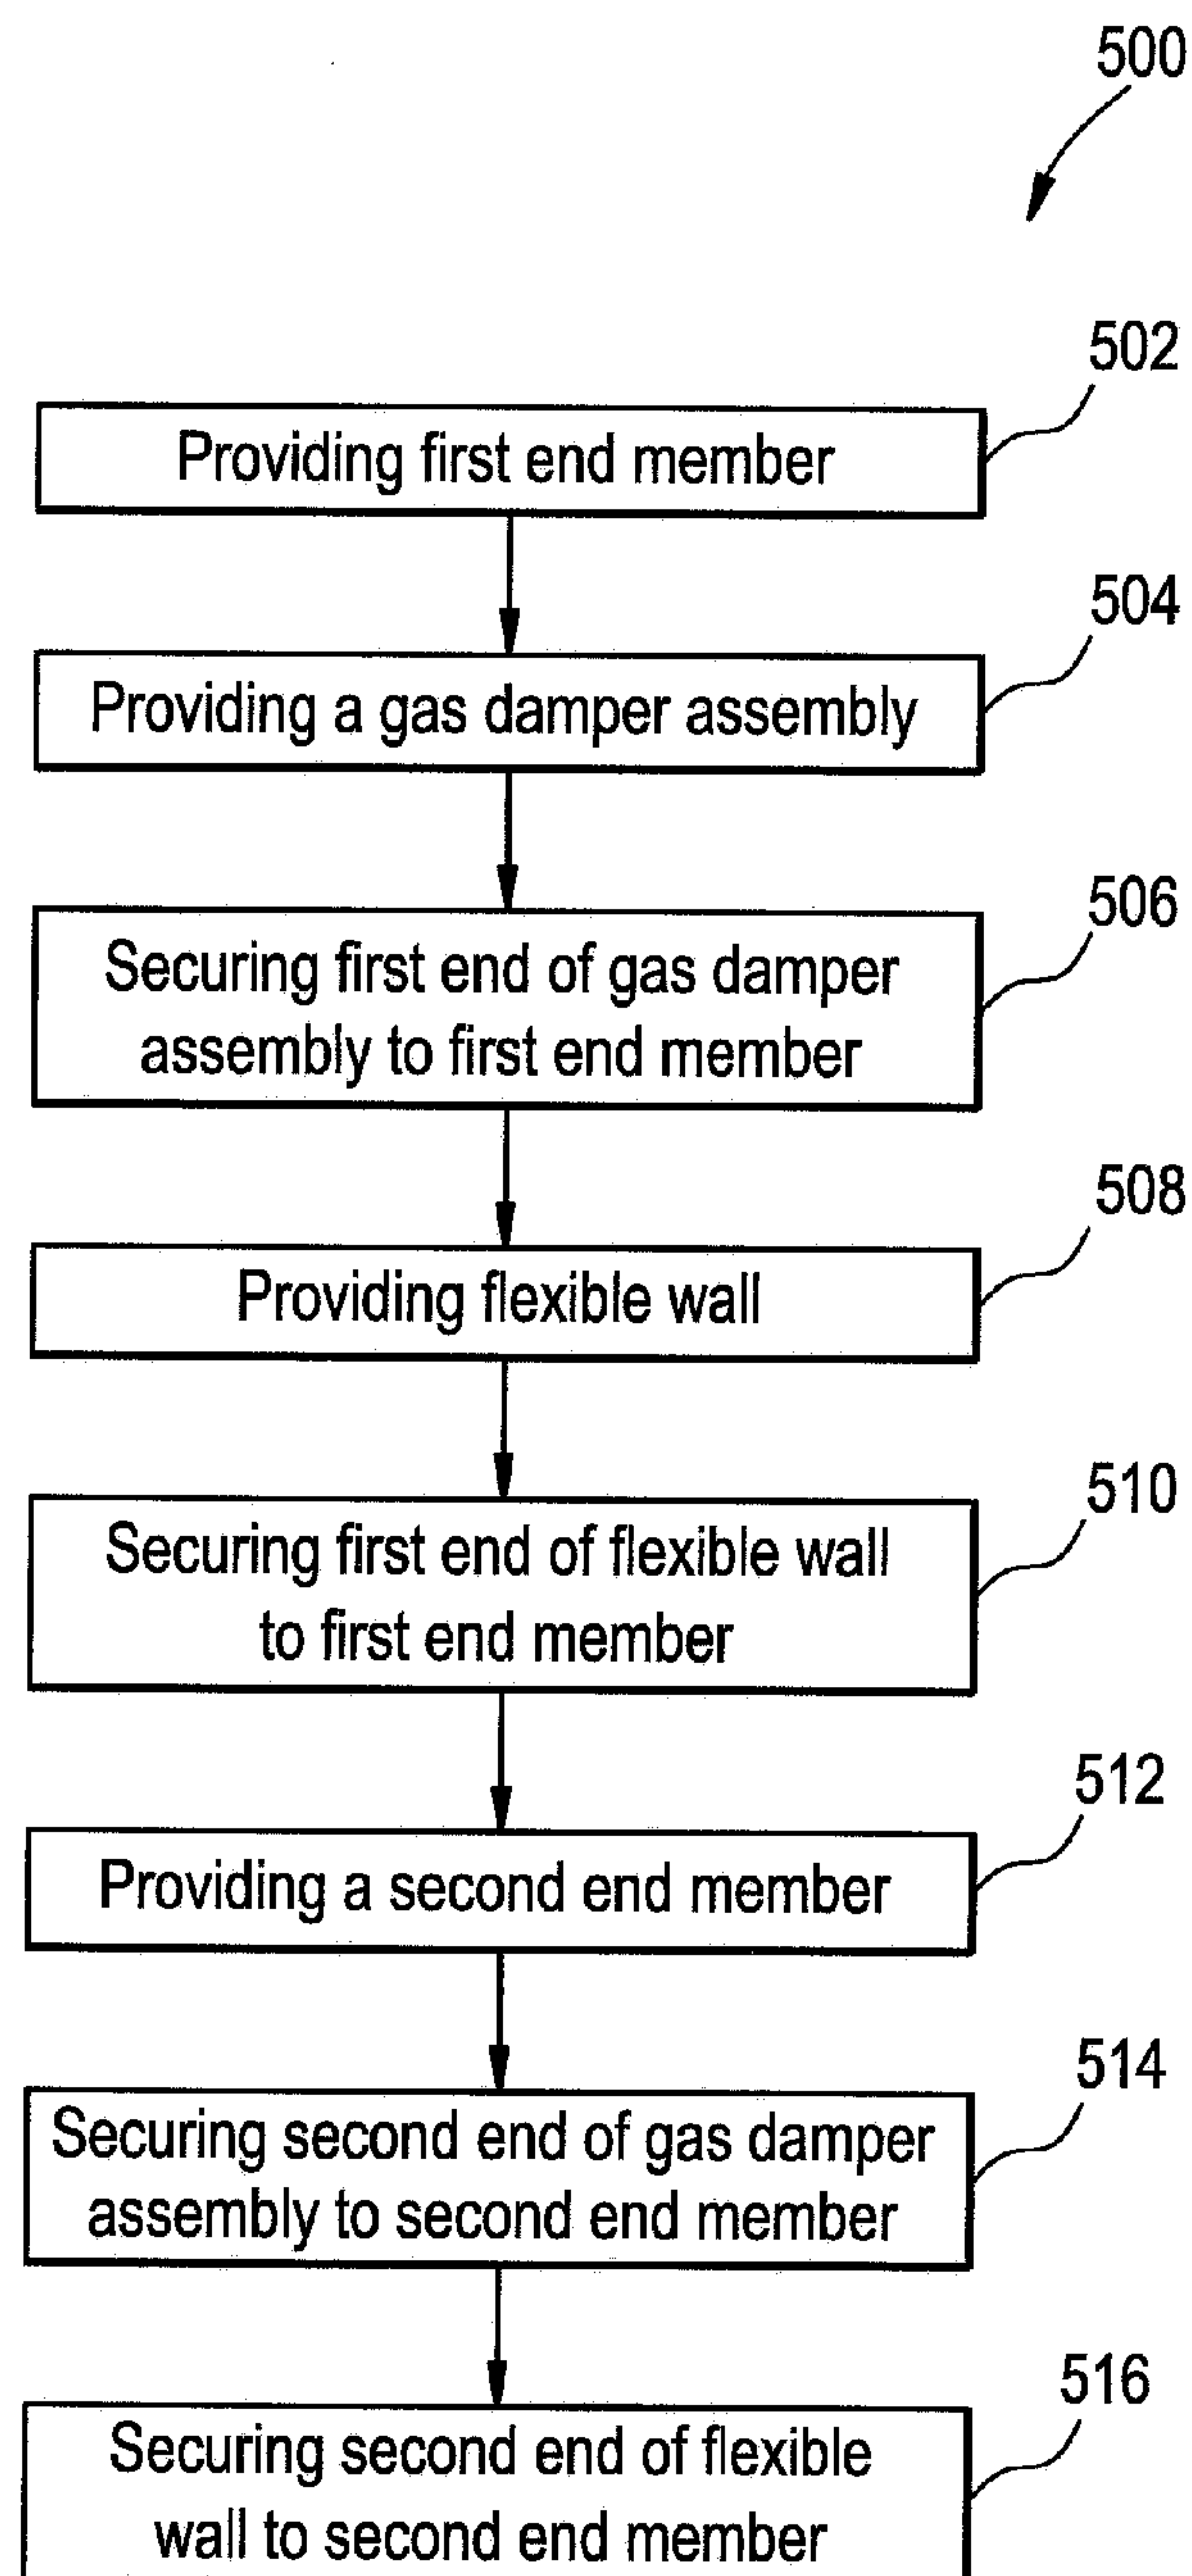 500
502
Providing first end member
504
Providing a gas damper assembly
506
Securing first end of gas damper
assembly to first end member
508
Providing flexible wall
510
Securing first end of flexible wall
to first end member
512
Providing a second end member
514
Securing second end of gas damper
assembly to second end member
516
Securing second end of flexible
wall to second end member